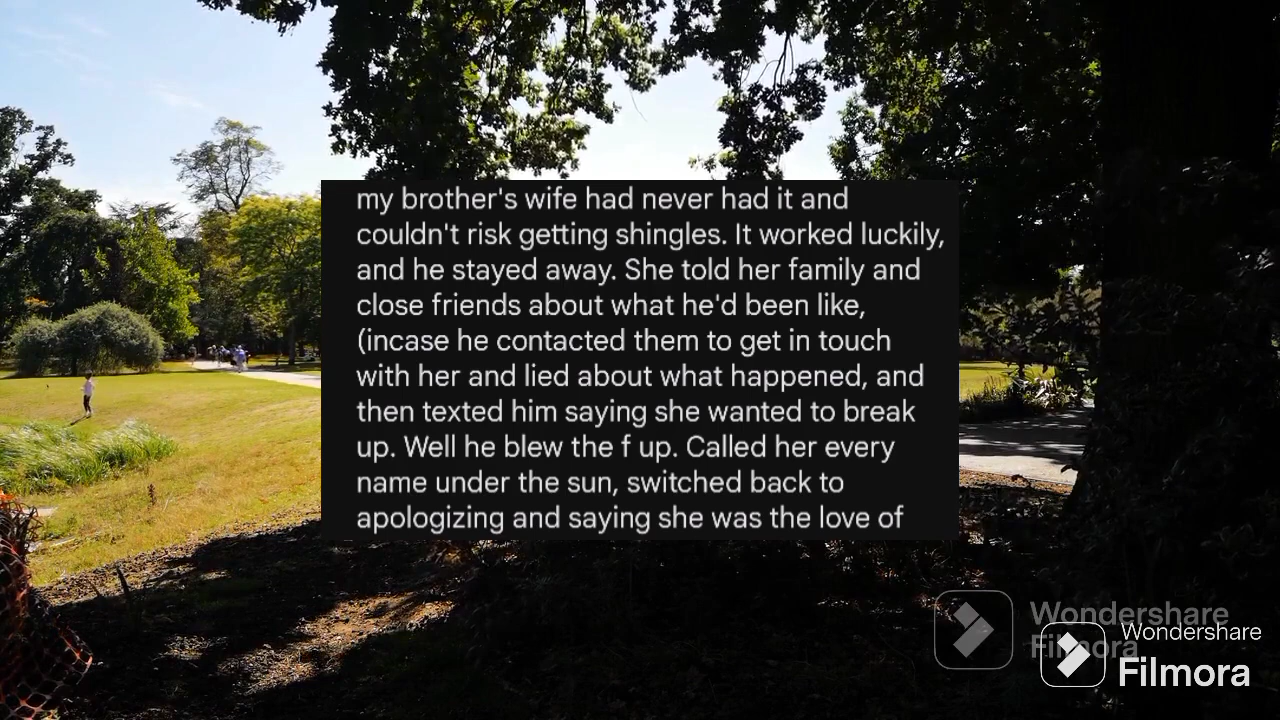 my brother's wife had never had it and
couldn't risk getting shingles. It worked luckily,
and he stayed away. She told her family and
close friends about what he'd been like,
(incase he contacted them to get in touch
with her and lied about what happened, and
then texted him saying she wanted to break
up. Well he blew the f up. Called her every
name under the sun, switched back to
apologizing and saying she was the love of
Wondershare
Filmora
Wondershare
Filmora